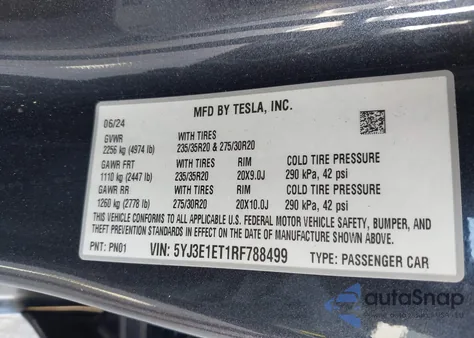 MFD BY TESLA, INC.
06/24
GVWR WITH TIRES
2256 kg (4974 lb) 235/35R20 & 275/30R20
GAWR FRT WITH TIRES RIM COLD TIRE PRESSURE
1110 kg (2447 lb) 235/35R20 20X9.0J 290 kPa, 42 psi
GAWR RR WITH TIRES RIM COLD TIRE PRESSURE
1260 kg (2778 lb) 275/30R20 20X10.0J 290 kPa, 42 psi
THIS VEHICLE CONFORMS TO ALL APPLICABLE U.S. FEDERAL MOTOR VEHICLE SAFETY, BUMPER, AND
THEFT PREVENTION STANDARDS IN EFFECT ON THE DATE OF MANUFACTURE SHOWN ABOVE.
PNT: PN01 VIN: 5YJ3E1ET1RF788499 TYPE: PASSENGER CAR
autoSnap